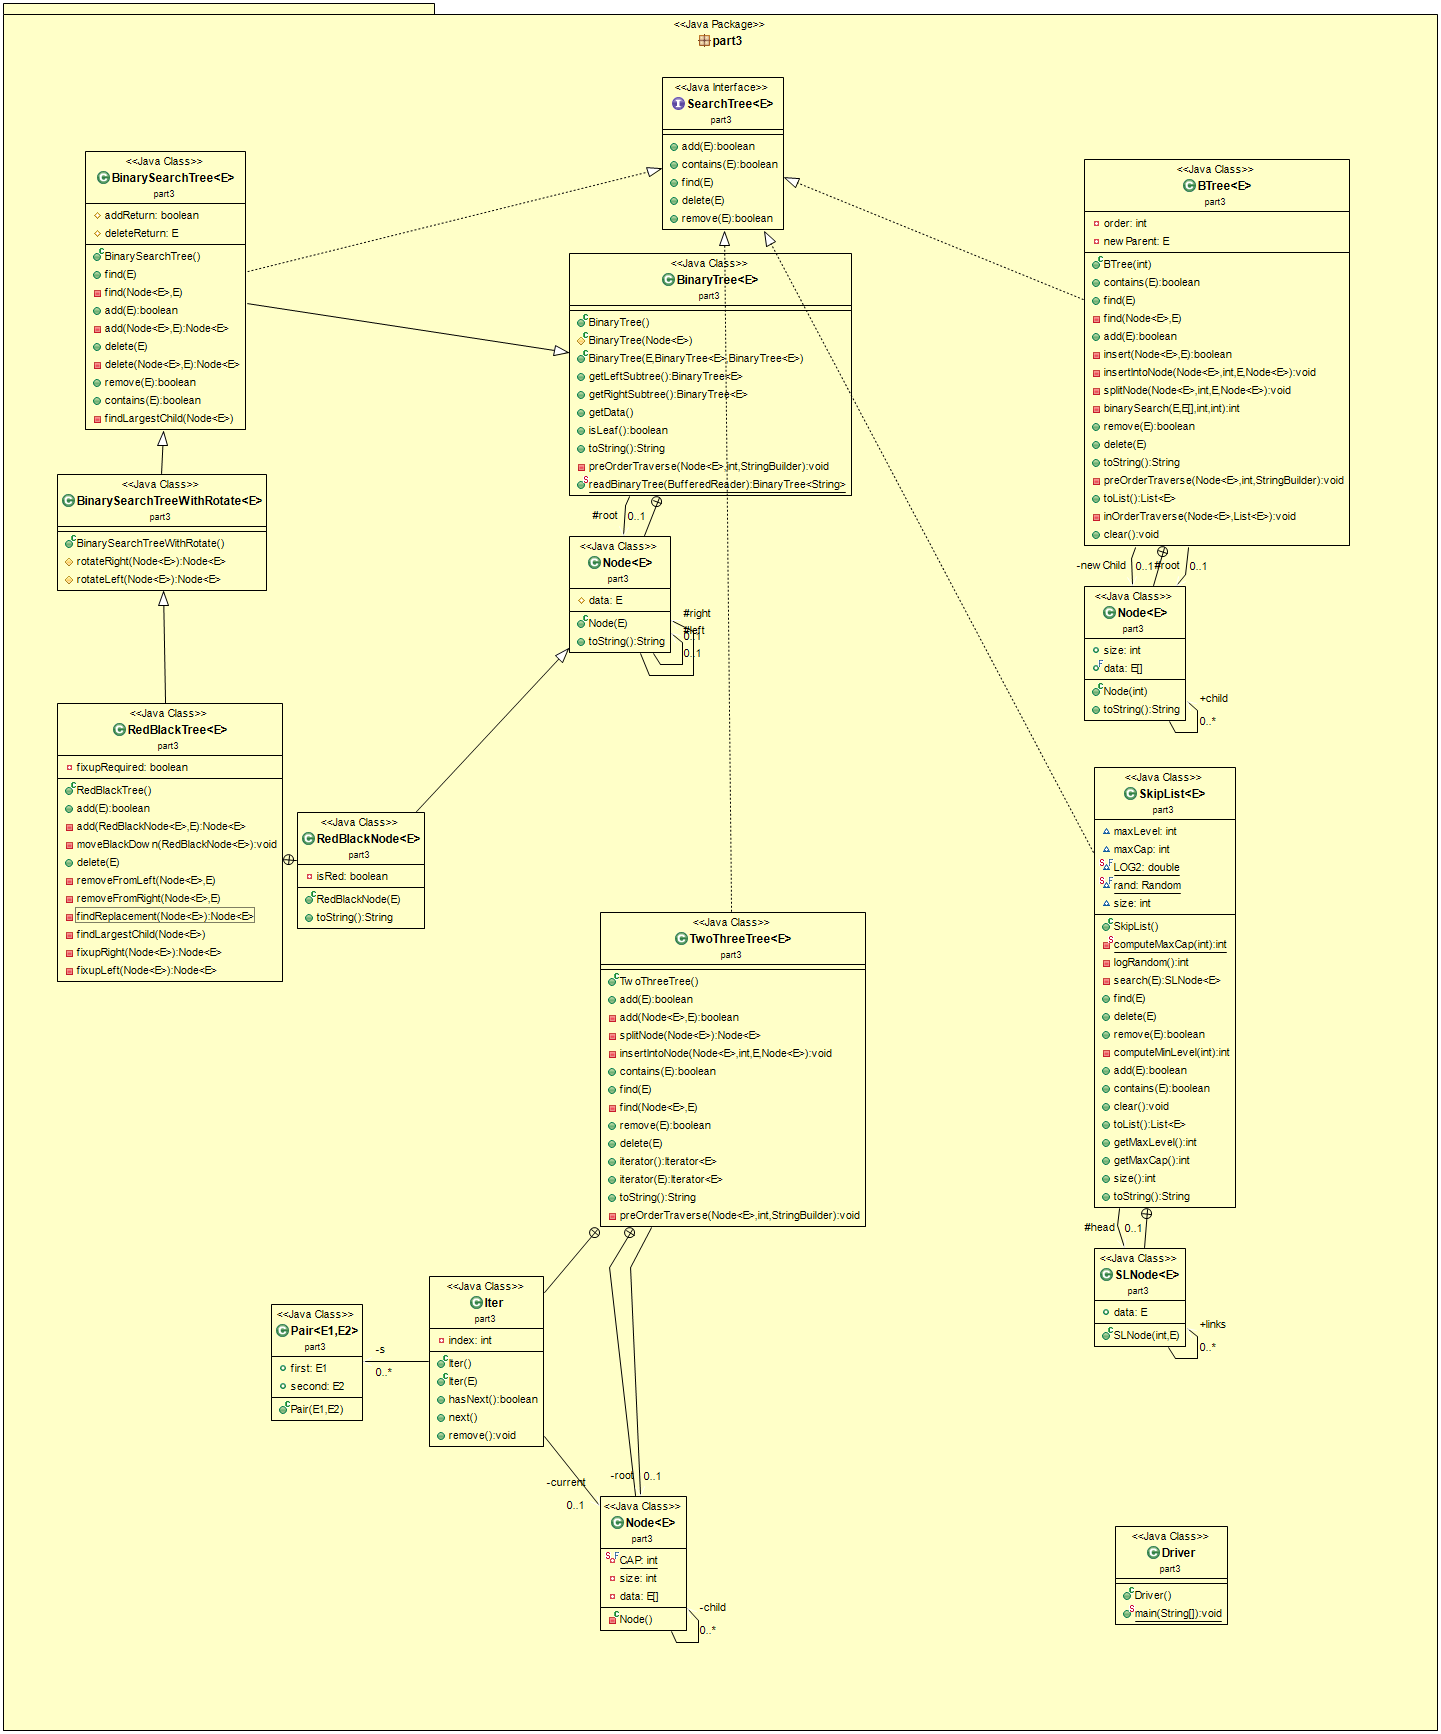 <<Java Package>>
part3
<<Java Interface>>
SearchTree<E>
part3
add(E):boolean
contains(E):boolean
find(E)
delete(E)
remove(E):boolean
<<Java Class>>
BinarySearchTree<E>
part3
addReturn: boolean
deleteReturn: E
BinarySearchTree()
find(E)
find(Node<E>,E)
add(E):boolean
add(Node<E>,E):Node<E>
delete(E)
delete(Node<E>,E):Node<E>
remove(E):boolean
contains(E):boolean
findLargestChild(Node<E>)
<<Java Class>>
BTree<E>
part3
order: int
newParent: E
BTree(int)
contains(E):boolean
find(E)
find(Node<E>,E)
add(E):boolean
insert(Node<E>,E):boolean
insertIntoNode(Node<E>,int,E,Node<E>):void
splitNode(Node<E>,int,E,Node<E>):void
binarySearch(E,E[],int,int):int
remove(E):boolean
delete(E)
toString():String
preOrderTraverse(Node<E>,int,StringBuilder):void
toList():List<E>
inOrderTraverse(Node<E>,List<E>):void
clear():void
<<Java Class>>
BinaryTree<E>
part3
BinaryTree()
BinaryTree(Node<E>)
BinaryTree(E,BinaryTree<E>,BinaryTree<E>)
getLeftSubtree():BinaryTree<E>
getRightSubtree():BinaryTree<E>
getData()
isLeaf():boolean
toString():String
preOrderTraverse(Node<E>,int,StringBuilder):void
readBinaryTree(BufferedReader):BinaryTree<String>
#root
0..1
<<Java Class>>
BinarySearchTreeWithRotate<E>
part3
BinarySearchTreeWithRotate()
rotateRight(Node<E>):Node<E>
rotateLeft(Node<E>):Node<E>
<<Java Class>>
Node<E>
part3
data: E
Node(E)
toString():String
#right
#left
0..1
0..1
-newChild
0..1
#root
0..1
<<Java Class>>
Node<E>
part3
size: int
data: E[]
Node(int)
toString():String
+child
0..*
<<Java Class>>
RedBlackTree<E>
part3
fixupRequired: boolean
RedBlackTree()
add(E):boolean
add(RedBlackNode<E>,E):Node<E>
moveBlackDown(RedBlackNode<E>):void
delete(E)
removeFromLeft(Node<E>,E)
removeFromRight(Node<E>,E)
findReplacement(Node<E>):Node<E>
findLargestChild(Node<E>)
fixupRight(Node<E>):Node<E>
fixupLeft(Node<E>):Node<E>
<<Java Class>>
RedBlackNode<E>
part3
isRed: boolean
RedBlackNode(E)
toString():String
<<Java Class>>
SkipList<E>
part3
maxLevel: int
maxCap: int
LOG2: double
rand: Random
size: int
SkipList()
computeMaxCap(int):int
logRandom():int
search(E):SLNode<E>
find(E)
delete(E)
remove(E):boolean
computeMinLevel(int):int
add(E):boolean
contains(E):boolean
clear():void
toList():List<E>
getMaxLevel():int
getMaxCap():int
size():int
toString():String
#head
0..1
<<Java Class>>
TwoThreeTree<E>
part3
TwoThreeTree()
add(E):boolean
add(Node<E>,E):boolean
splitNode(Node<E>):Node<E>
insertIntoNode(Node<E>,int,E,Node<E>):void
contains(E):boolean
find(E)
find(Node<E>,E)
remove(E):boolean
delete(E)
iterator():Iterator<E>
iterator(E):Iterator<E>
toString():String
preOrderTraverse(Node<E>,int,StringBuilder):void
<<Java Class>>
SLNode<E>
part3
data: E
SLNode(int,E)
+links
0..*
<<Java Class>>
Pair<E1,E2>
part3
first: E1
second: E2
Pair(E1,E2)
-s
0..*
<<Java Class>>
Iter
part3
index: int
Iter()
Iter(E)
hasNext():boolean
next()
remove():void
-current
0..1
-root
0..1
<<Java Class>>
Node<E>
part3
CAP: int
size: int
data: E[]
Node()
-child
0..*
<<Java Class>>
Driver
part3
Driver()
main(String[]):void